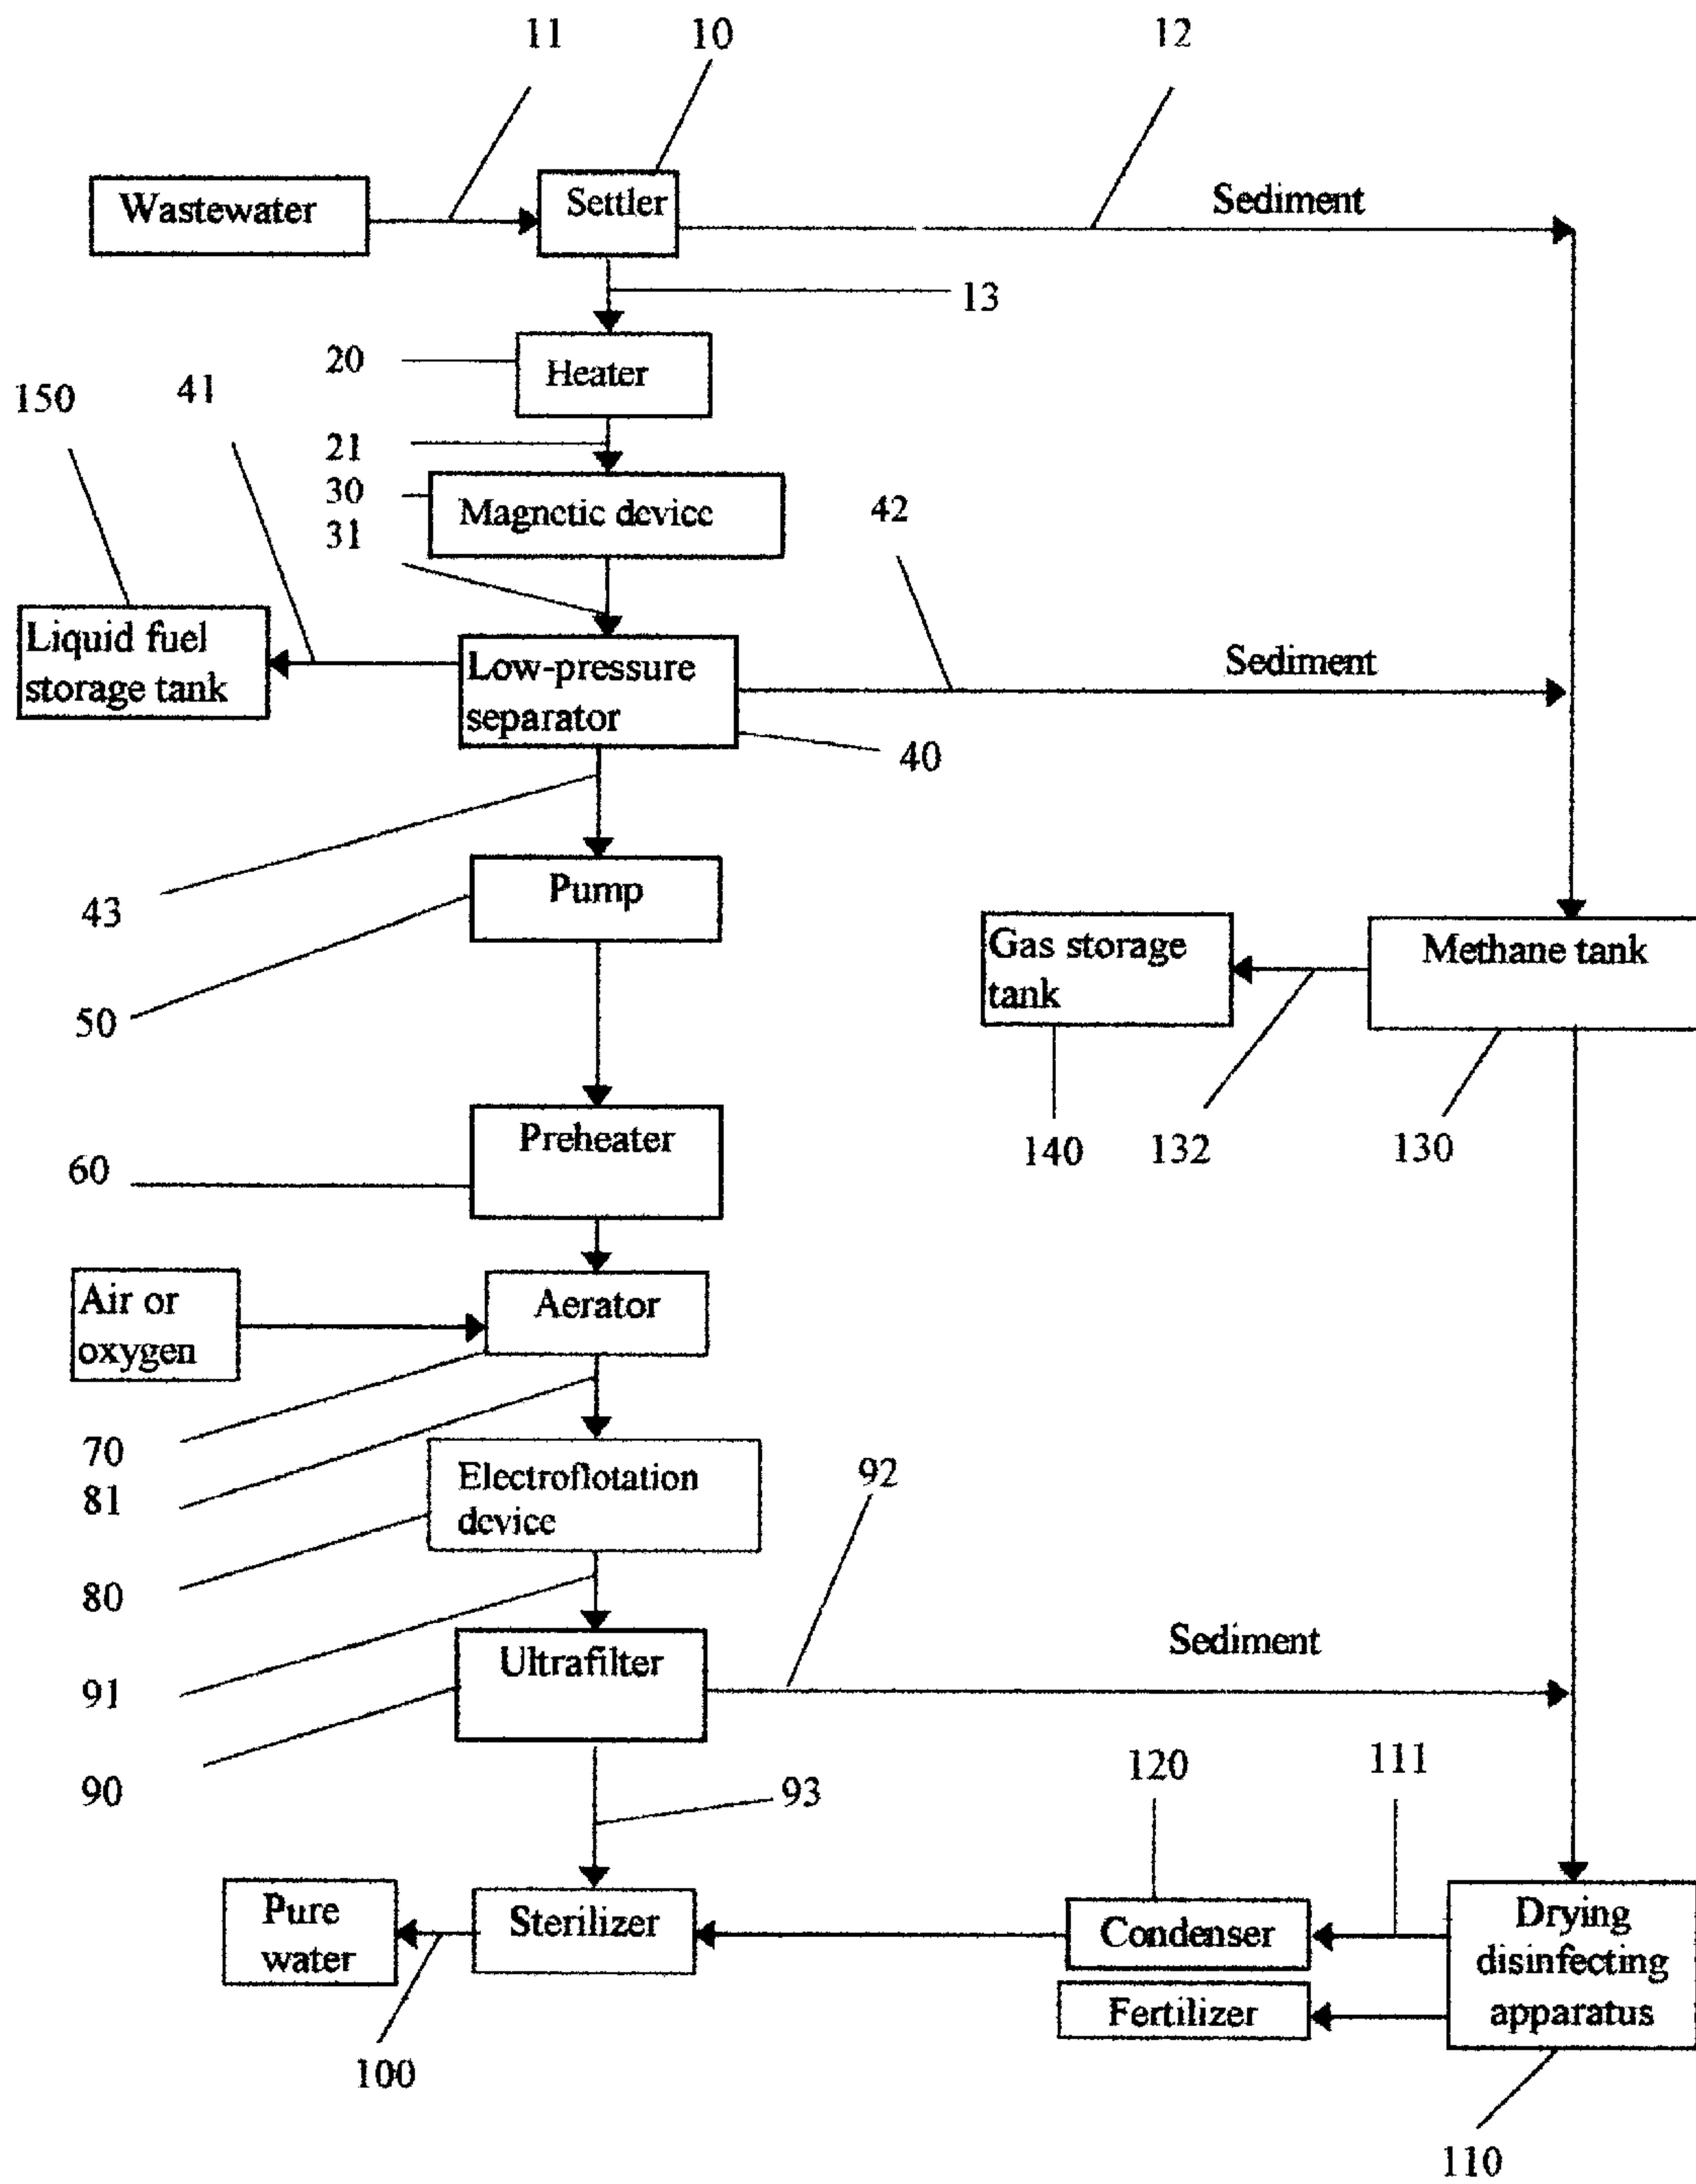 11
10
12
Wastewater
Settler
Sediment
13
20
Heater
150
41
21
30
Magnetic device
42
31
Liquid fuel
storage tank
Low-pressure
separator
Sediment
40
43
Pump
50
Gas storage
tank
Methane tank
Preheater
140
132
130
60
Air or
oxygen
Aerator
70
81
Electroflotation
device
92
80
Ultrafilter
Sediment
91
90
93
120
111
Pure
water
Sterilizer
Condenser
Drying
disinfecting
apparatus
Fertilizer
100
110